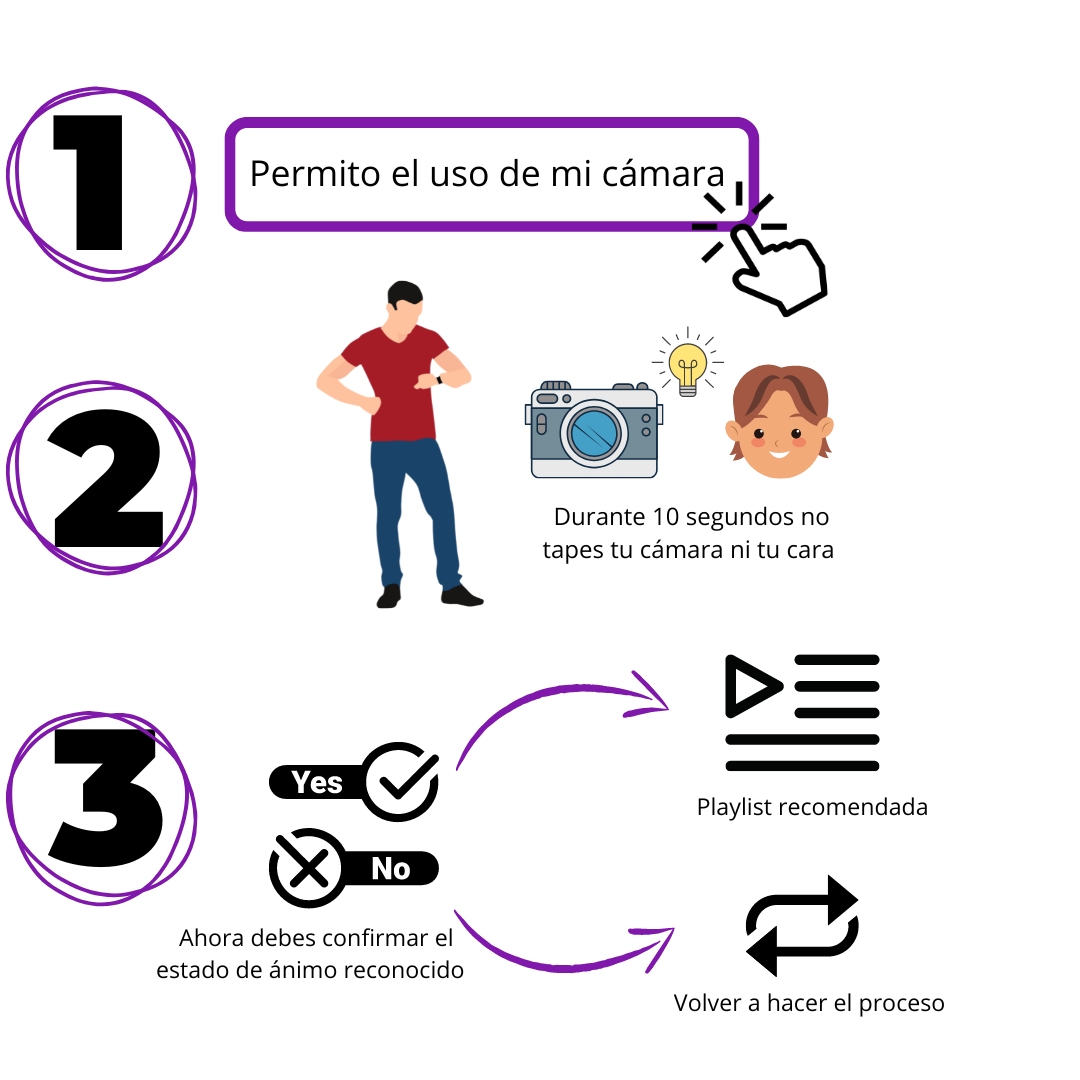 1
Permito el uso de mi cámara
2
Durante 10 segundos no
tapes tu cámara ni tu cara
3
Yes
No
Ahora debes confirmar el
estado de ánimo reconocido
Playlist recomendada
Volver a hacer el proceso